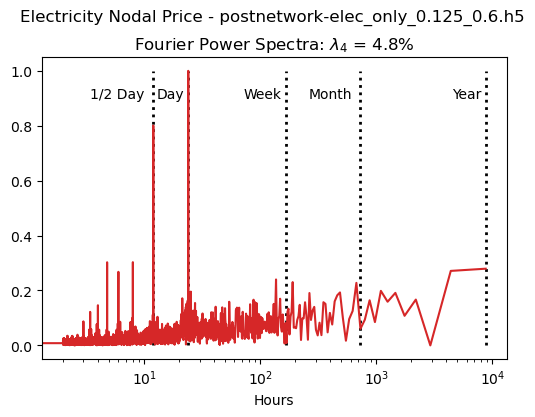 Electricity Nodal Price - postnetwork-elec_only_0.125_0.6.h5
Fourier Power Spectra: λ₄ = 4.8%
1/2 Day
Day
Week
Month
Year
1.0
0.8
0.6
0.4
0.2
0.0
10¹
10²
10³
10⁴
Hours